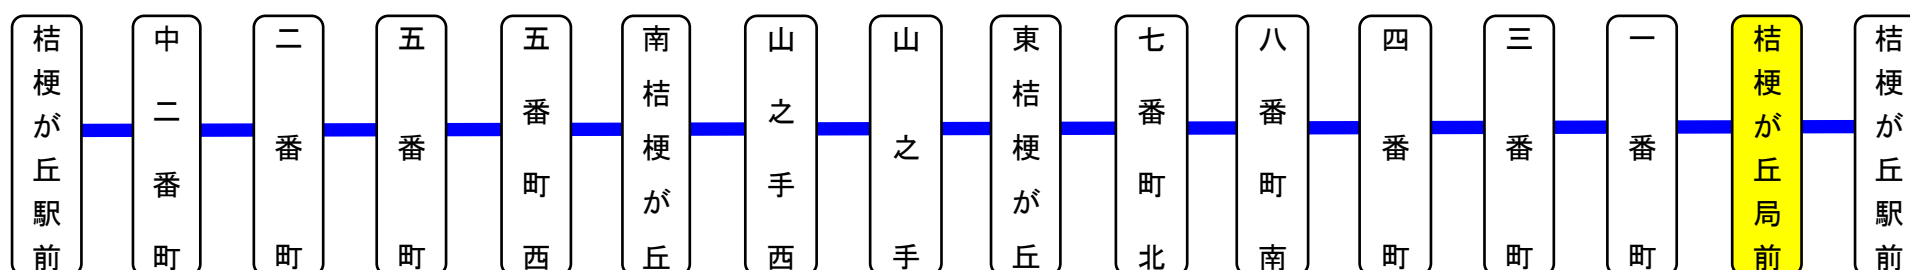 桔梗が丘駅前
中二番町
二番町
五番町
五番町西
南桔梗が丘
山之手西
山之手
東桔梗が丘
七番町北
八番町南
四番町
三番町
一番町
桔梗が丘局前
桔梗が丘駅前